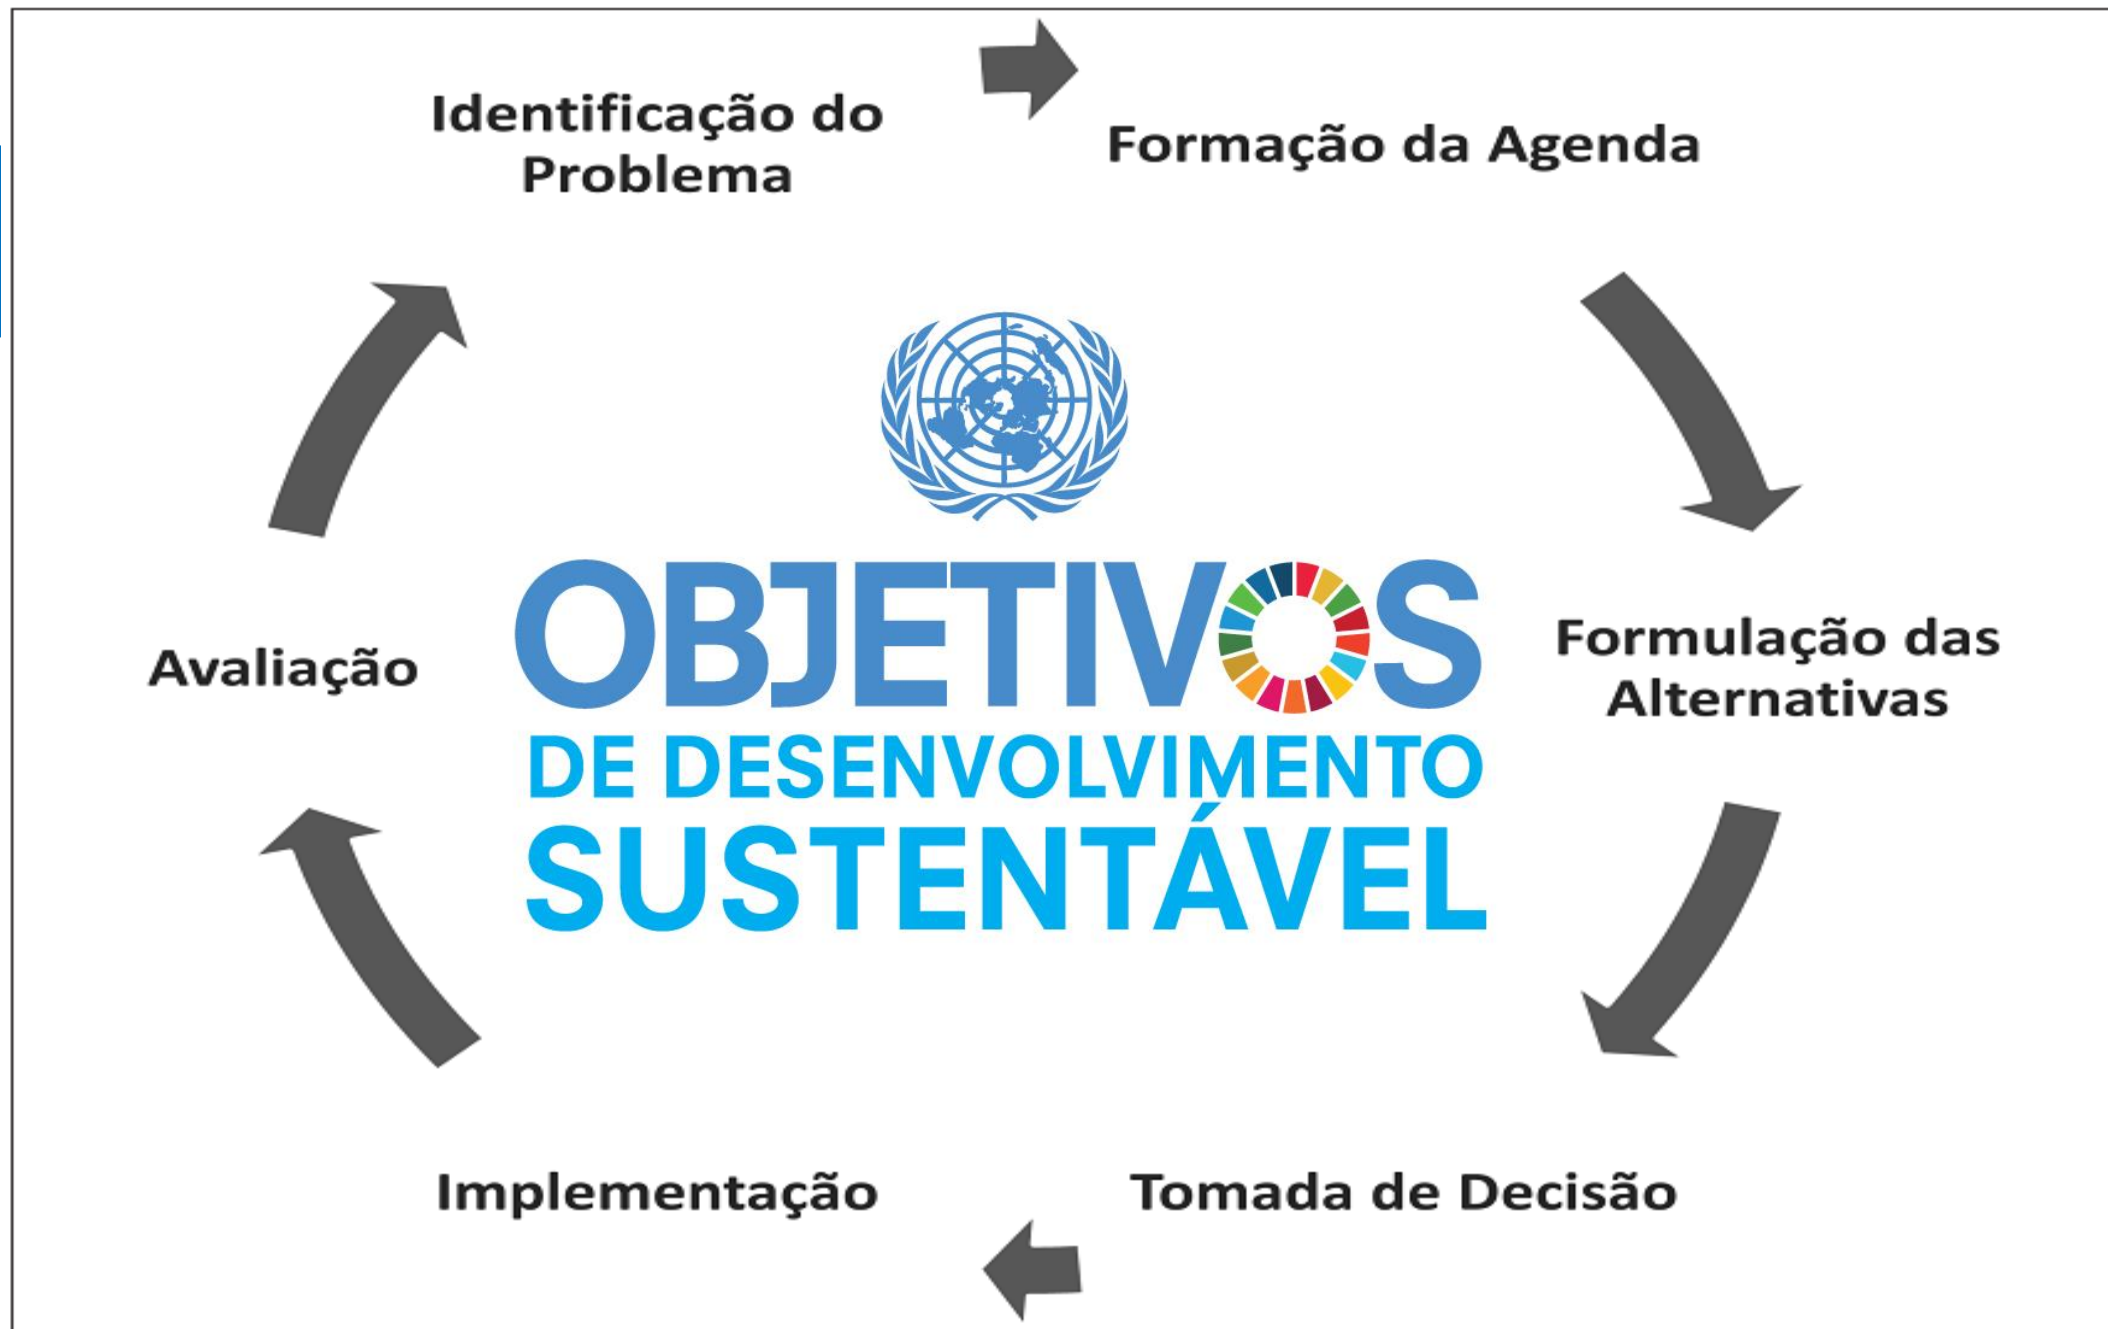 Identificação do
Problema
Formação da Agenda
OBJETIVOS
DE DESENVOLVIMENTO
SUSTENTÁVEL
Formulação das
Alternativas
Avaliação
Tomada de Decisão
Implementação